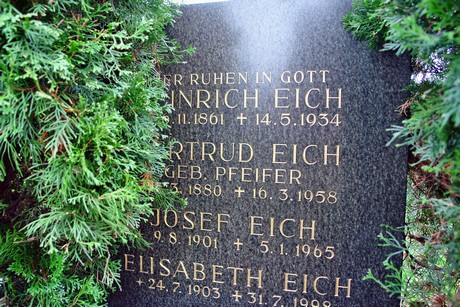 ER RUHEN IN GOTT
INRICH EICH
.11.1861 + 14.5.1934
RTRUD EICH
GEB. PFEIFER
.3.1880 + 16.3.1958
JOSEF EICH
9.8.1901 + 5.1.1965
ELISABETH EICH
+ 24.7.1903 + 31.7.1998